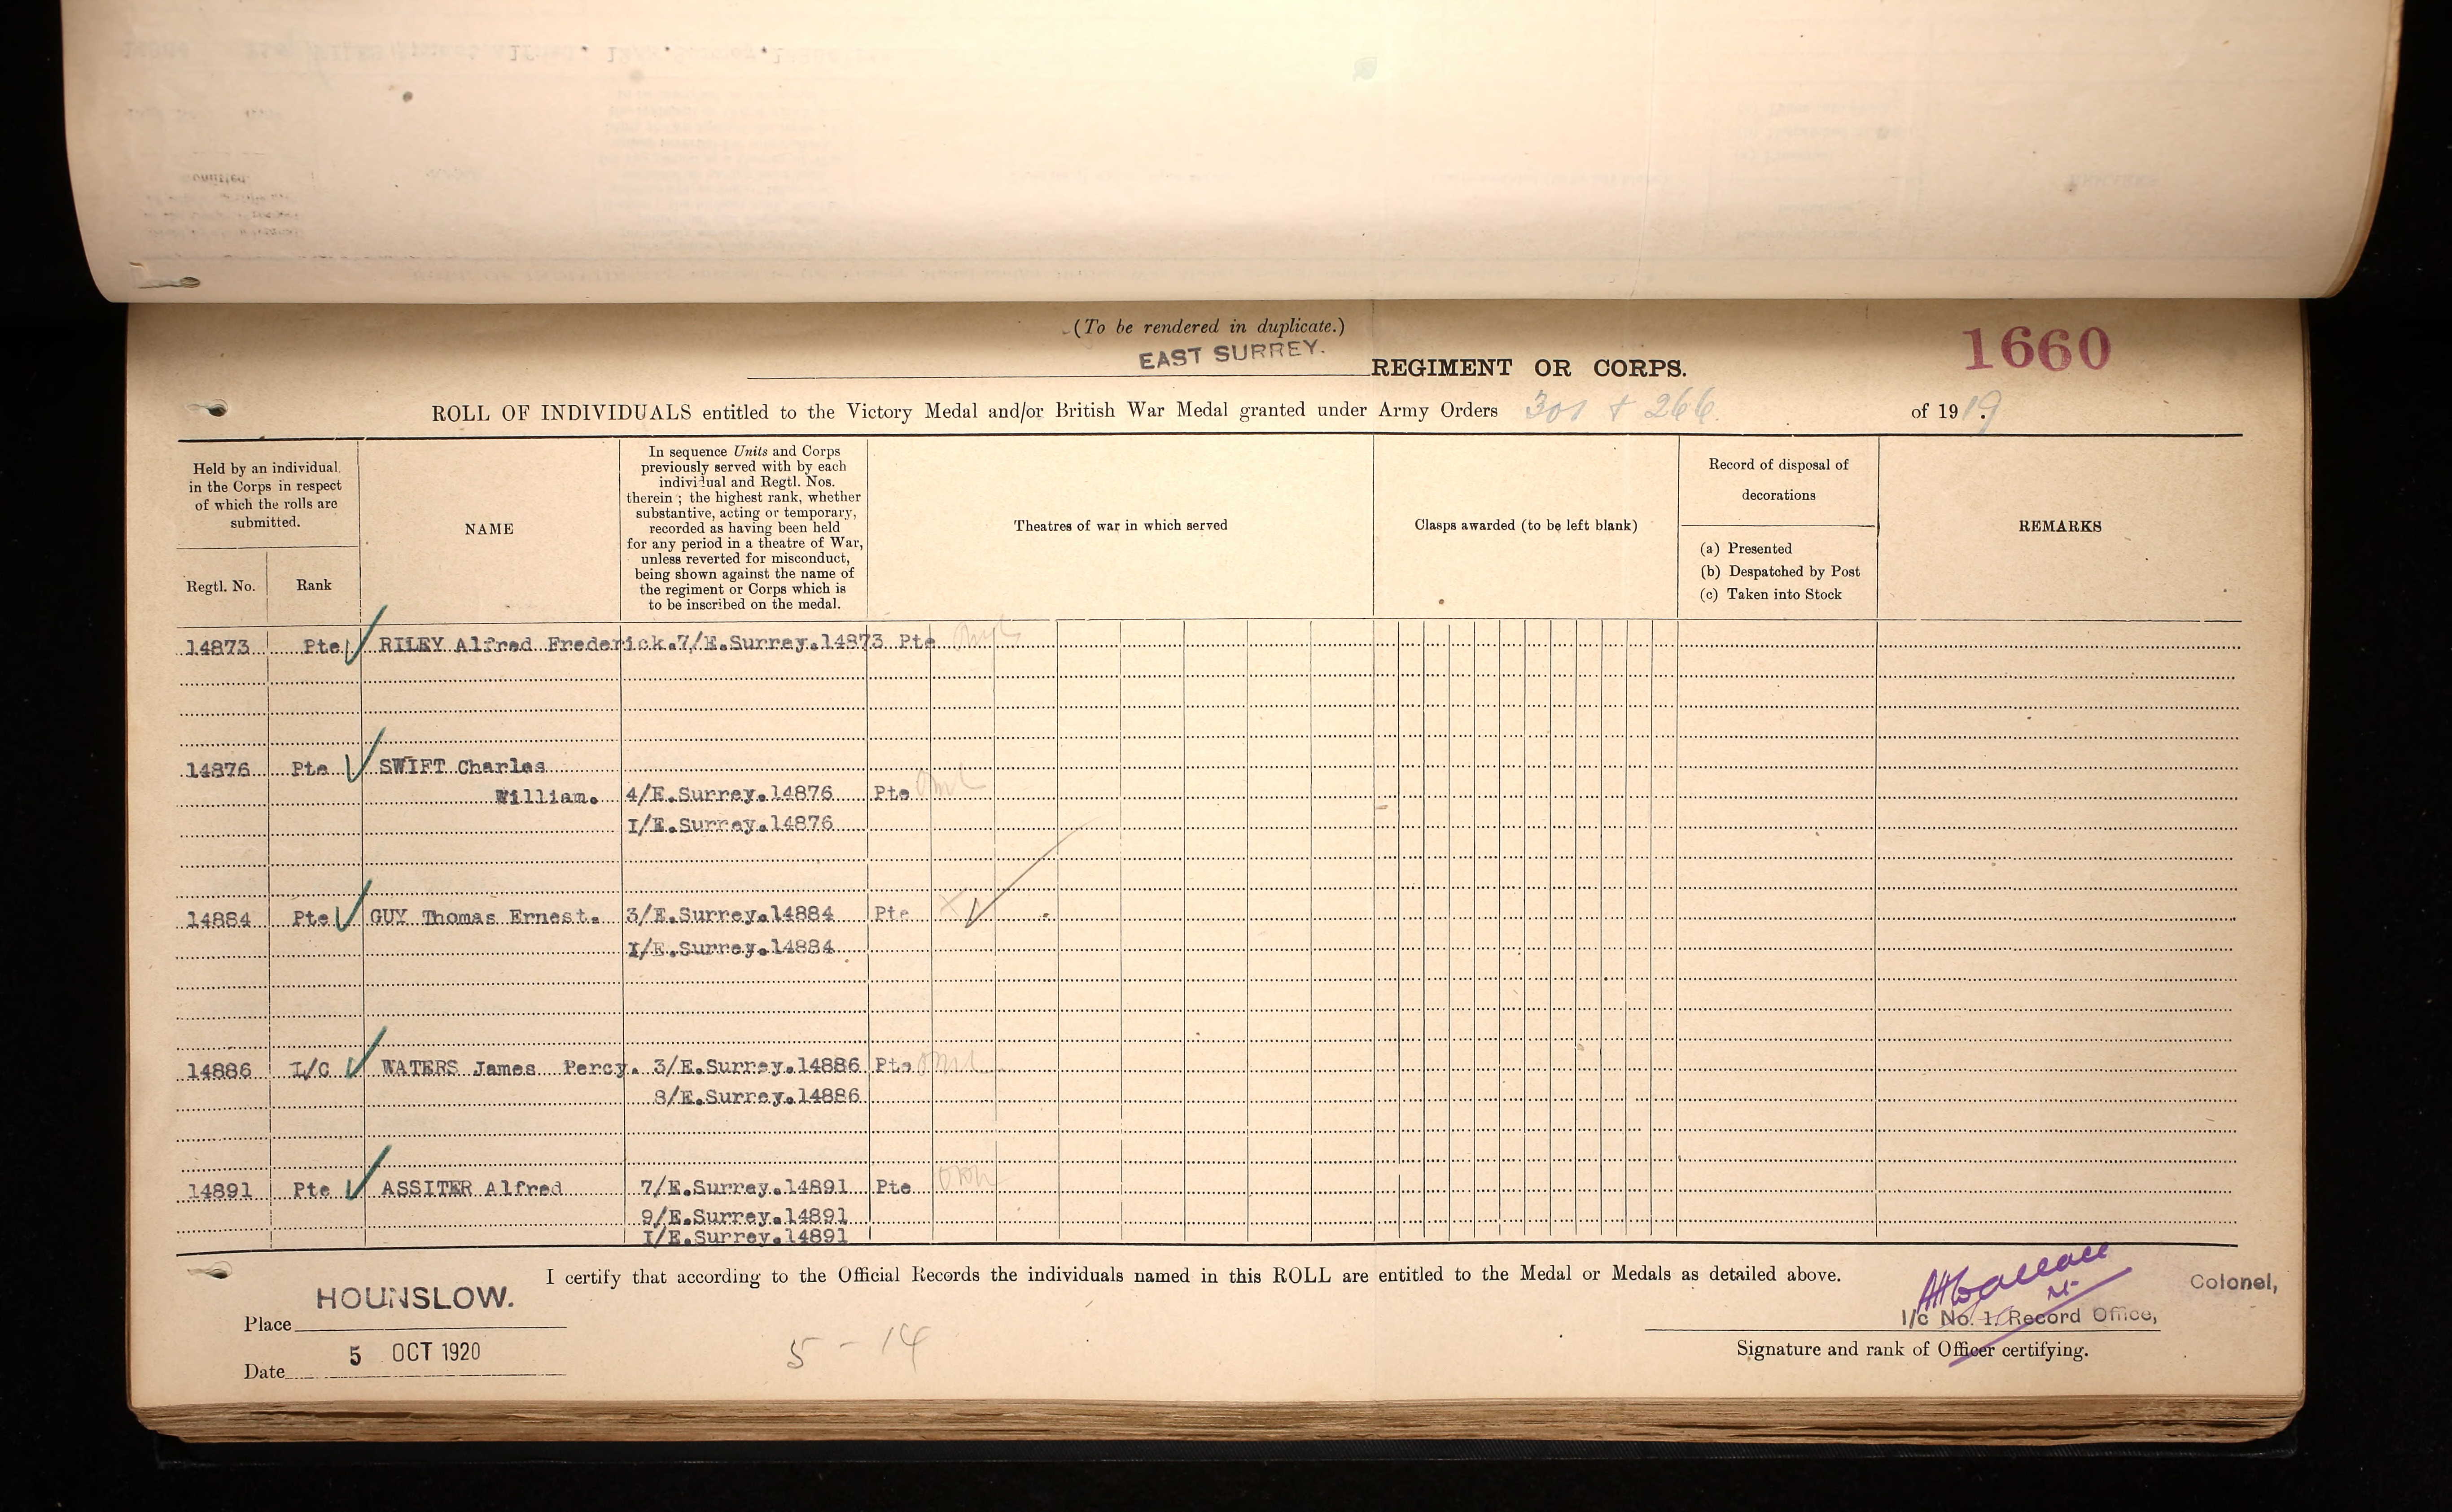 (To be rendered in duplicate.)
EAST SURREY.
REGIMENT OR CORPS.
1660
ROLL OF INDIVIDUALS entitled to the Victory Medal and/or British War Medal granted under Army Orders 301 + 266. of 1919.
Held by an individual
in the Corps in respect
of which the rolls are
submitted.
Regtl. No.
Rank
NAME
In sequence Units and Corps
previously served with by each
individual and Regtl. Nos.
therein ; the highest rank, whether
substantive, acting or temporary,
recorded as having been held
for any period in a theatre of War,
unless reverted for misconduct,
being shown against the name of
the regiment or Corps which is
to be inscribed on the medal.
Theatres of war in which served
Clasps awarded (to be left blank)
Record of disposal of
decorations
(a) Presented
(b) Despatched by Post
(c) Taken into Stock
REMARKS
14873 Pte RILEY Alfred Frederick. 7/E.Surrey.14873 Pte
14876 Pte SWIFT Charles
William. 4/E.Surrey.14876 Pte
I/E.Surrey.14876
14884 Pte GUY Thomas Ernest. 3/E.Surrey.14884 Pte
I/E.Surrey.14884
14886 L/C WATERS James Percy. 3/E.Surrey.14886 Pte
8/E.Surrey.14886
14891 Pte ASSITER Alfred 7/E.Surrey.14891 Pte
9/E.Surrey.14891
I/E.Surrey.14891
I certify that according to the Official Records the individuals named in this ROLL are entitled to the Medal or Medals as detailed above.
HOUNSLOW.
Place
5 OCT 1920
Date
5 - 14
Colonel,
I/c No. 1. Record Office,
Signature and rank of Officer certifying.